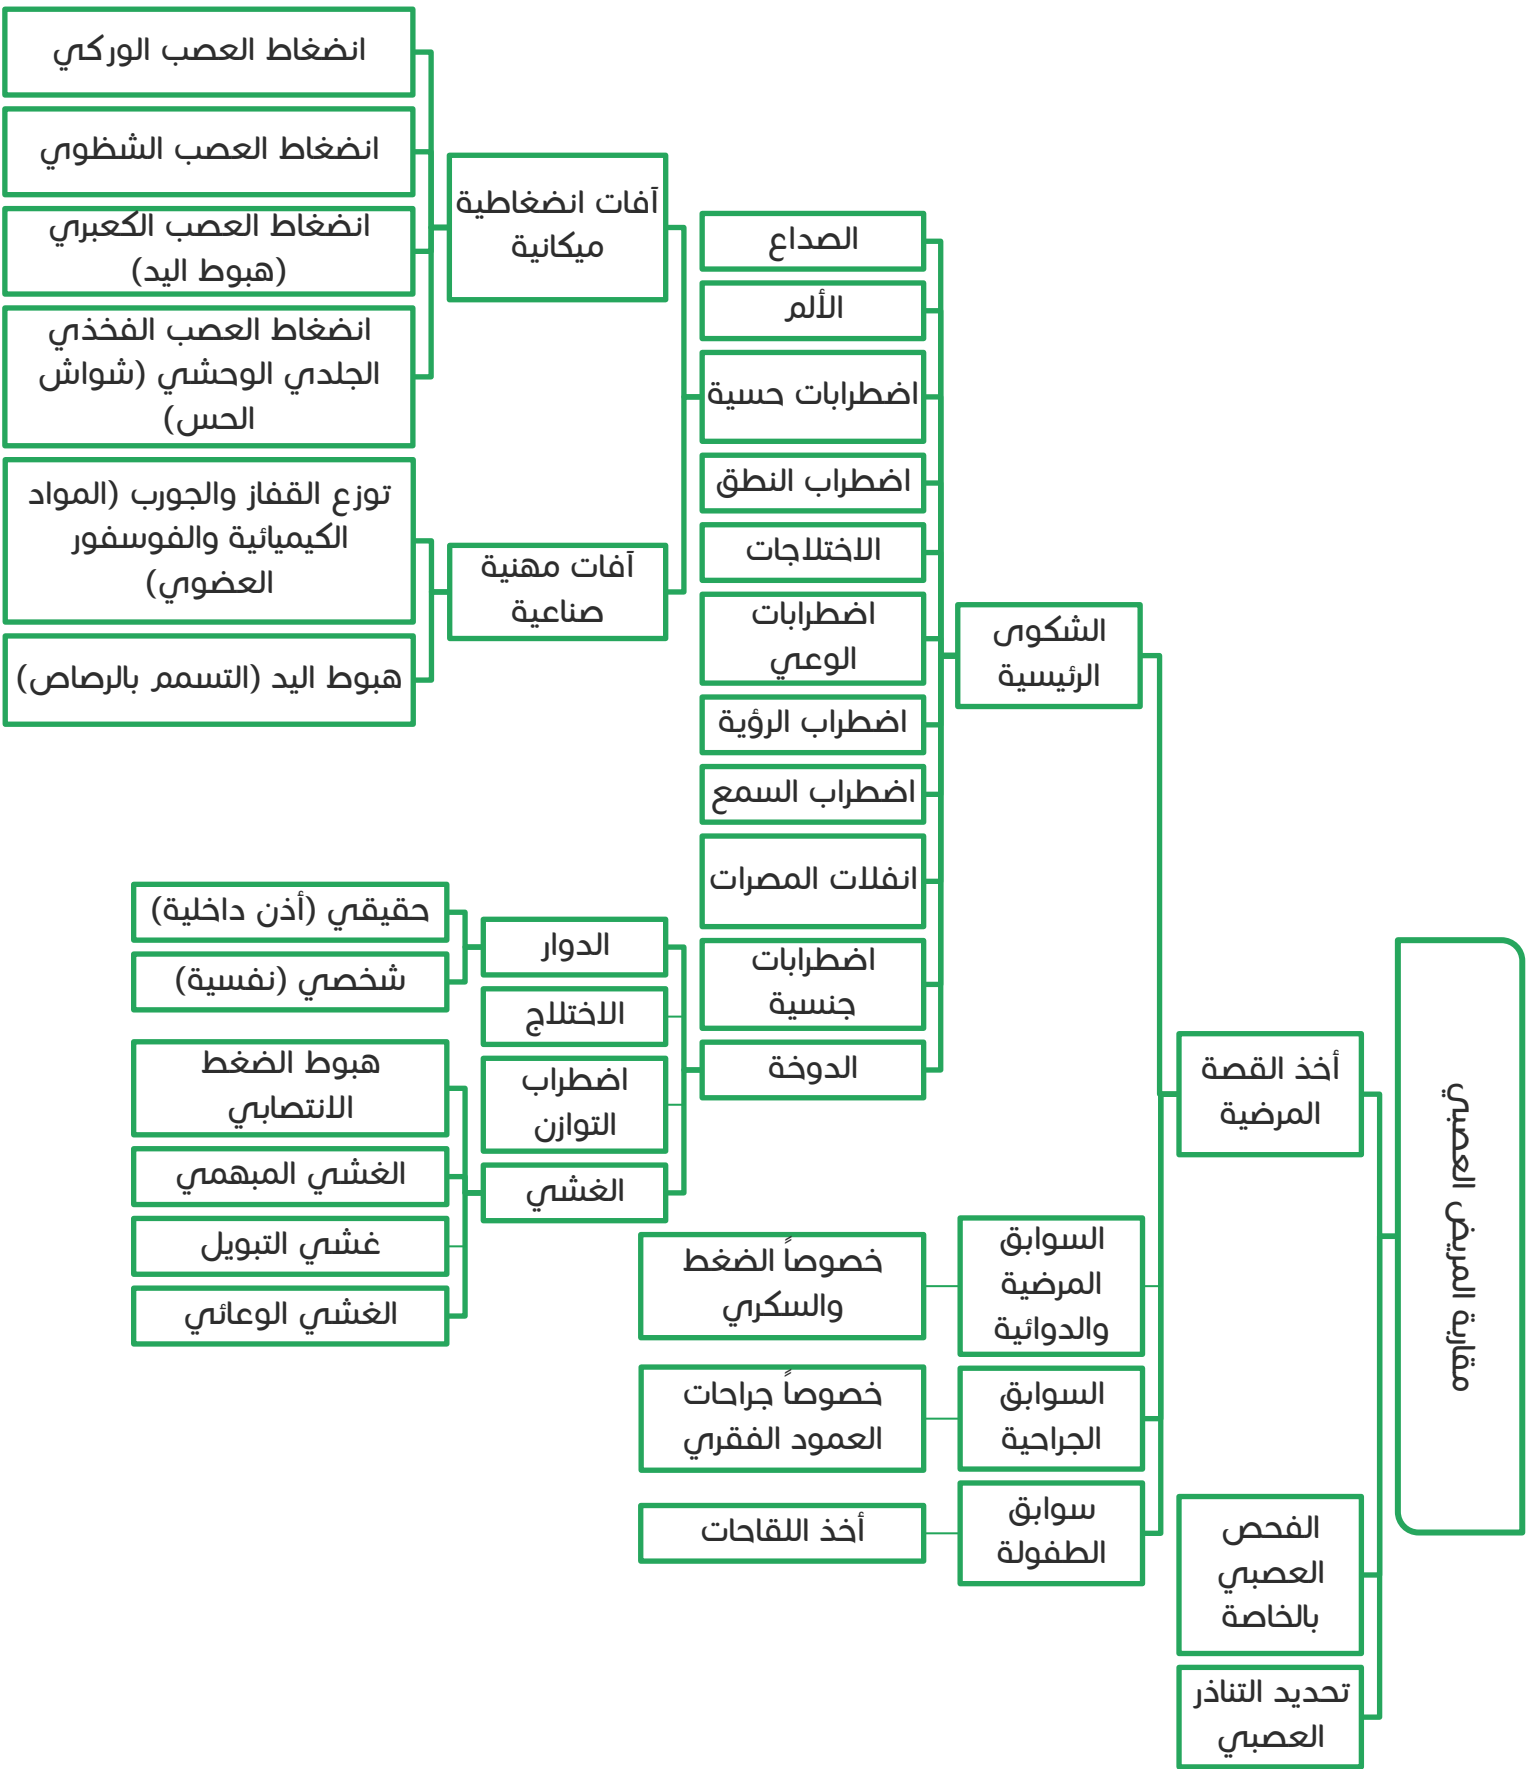 مقاربة المريض العصبي
أخذ القصة
المرضية
الشكوى
الرئيسية
الصداع
الألم
اضطرابات حسية
آفات انضغاطية
ميكانية
انضغاط العصب الوركي
انضغاط العصب الشظوي
انضغاط العصب الكعبري
(هبوط اليد)
انضغاط العصب الفخذي
الجلدي الوحشي (شواش
الحس)
آفات مهنية
صناعية
توزع القفاز والجورب (المواد
الكيميائية والفوسفور
العضوي)
هبوط اليد (التسمم بالرصاص)
اضطراب النطق
الاختلاجات
اضطرابات
الوعي
اضطراب الرؤية
اضطراب السمع
انفلات المصرات
اضطرابات
جنسية
الدوخة
الدوار
حقيقي (أذن داخلية)
شخصي (نفسية)
الاختلاج
اضطراب
التوازن
الغشي
هبوط الضغط
الانتصابي
الغشي المبهمي
غشي التبويل
الغشي الوعائي
السوابق
المرضية
والدوائية
خصوصاً الضغط
والسكري
السوابق
الجراحية
خصوصاً جراحات
العمود الفقري
سوابق
الطفولة
أخذ اللقاحات
الفحص
العصبي
بالخاصة
تحديد التناذر
العصبي